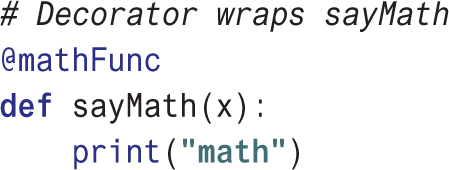 # Decorator wraps sayMath
@mathFunc
def sayMath(x):
    print("math")